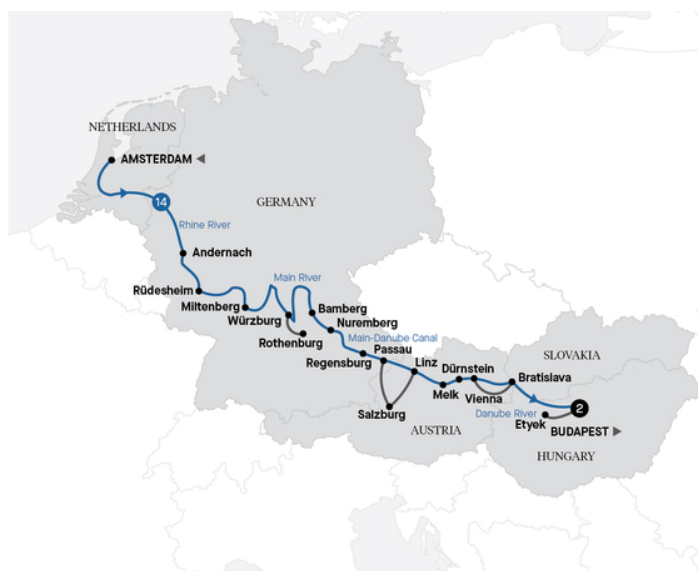 NETHERLANDS
AMSTERDAM
14
GERMANY
Rhine River
Andernach
Main River
Rüdesheim
Miltenberg
Bamberg
Würzburg
Nuremberg
Rothenburg
Main-Danube Canal
Passau
Regensburg
Linz
Dürnstein
SLOVAKIA
Bratislava
Melk
Vienna
Salzburg
Danube River
2
Etyek
AUSTRIA
BUDAPEST
HUNGARY